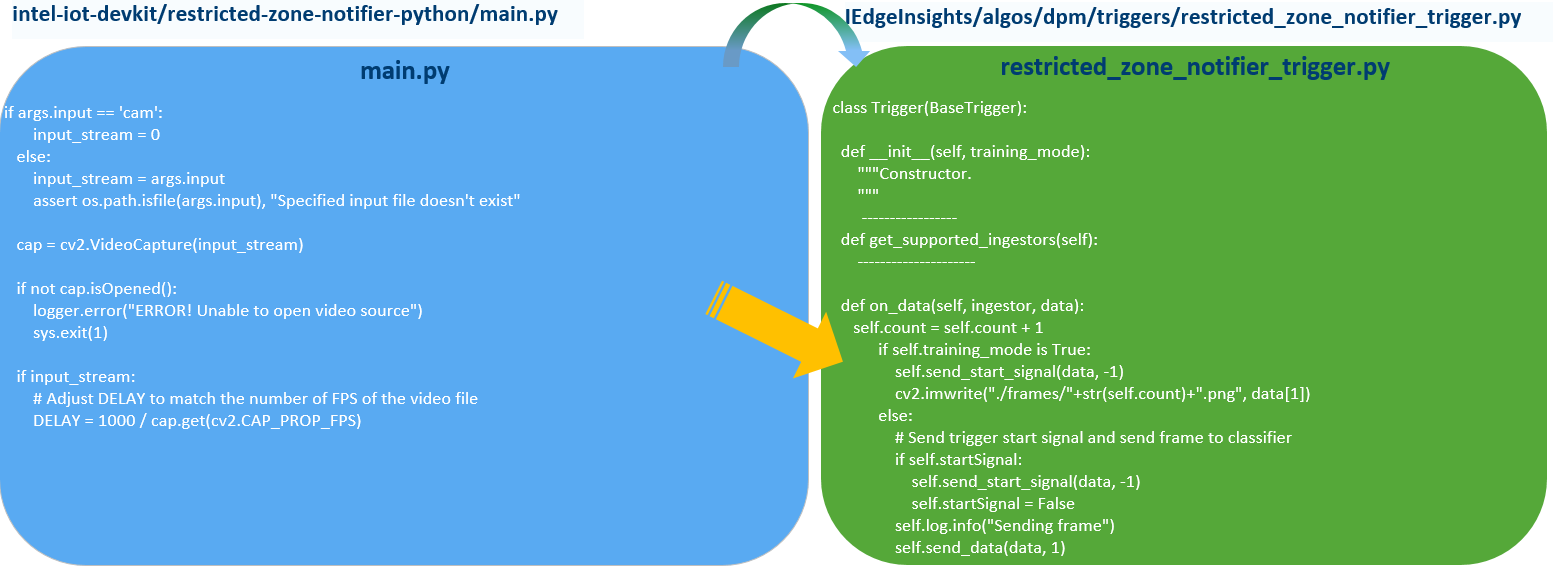 intel-iot-devkit/restricted-zone-notifier-python/main.py
main.py
if args.input == 'cam':
input_stream = 0
else:
input_stream = args.input
assert os.path.isfile(args.input), "Specified input file doesn't exist"
cap = cv2.VideoCapture(input_stream)
if not cap.isOpened():
logger.error("ERROR! Unable to open video source")
sys.exit(1)
if input_stream:
# Adjust DELAY to match the number of FPS of the video file
DELAY = 1000 / cap.get(cv2.CAP_PROP_FPS)
IEdgeInsights/algos/dpm/triggers/restricted_zone_notifier_trigger.py
restricted_zone_notifier_trigger.py
class Trigger(BaseTrigger):
def __init__(self, training_mode):
"""Constructor.
"""
-----------------
def get_supported_ingestors(self):
---------------------
def on_data(self, ingestor, data):
self.count = self.count + 1
if self.training_mode is True:
self.send_start_signal(data, -1)
cv2.imwrite("./frames/"+str(self.count)+".png", data[1])
else:
# Send trigger start signal and send frame to classifier
if self.startSignal:
self.send_start_signal(data, -1)
self.startSignal = False
self.log.info("Sending frame")
self.send_data(data, 1)